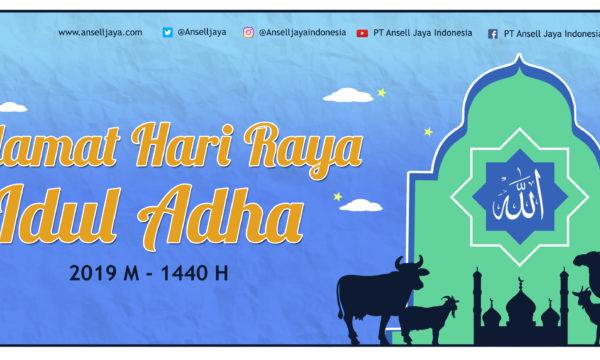 www.anselljaya.com @Anselljaya @Anselljayaindonesia PT Ansell Jaya Indonesia PT Ansell Jaya Indonesia
lamat Hari Raya
Idul Adha
2019 M - 1440 H
الله